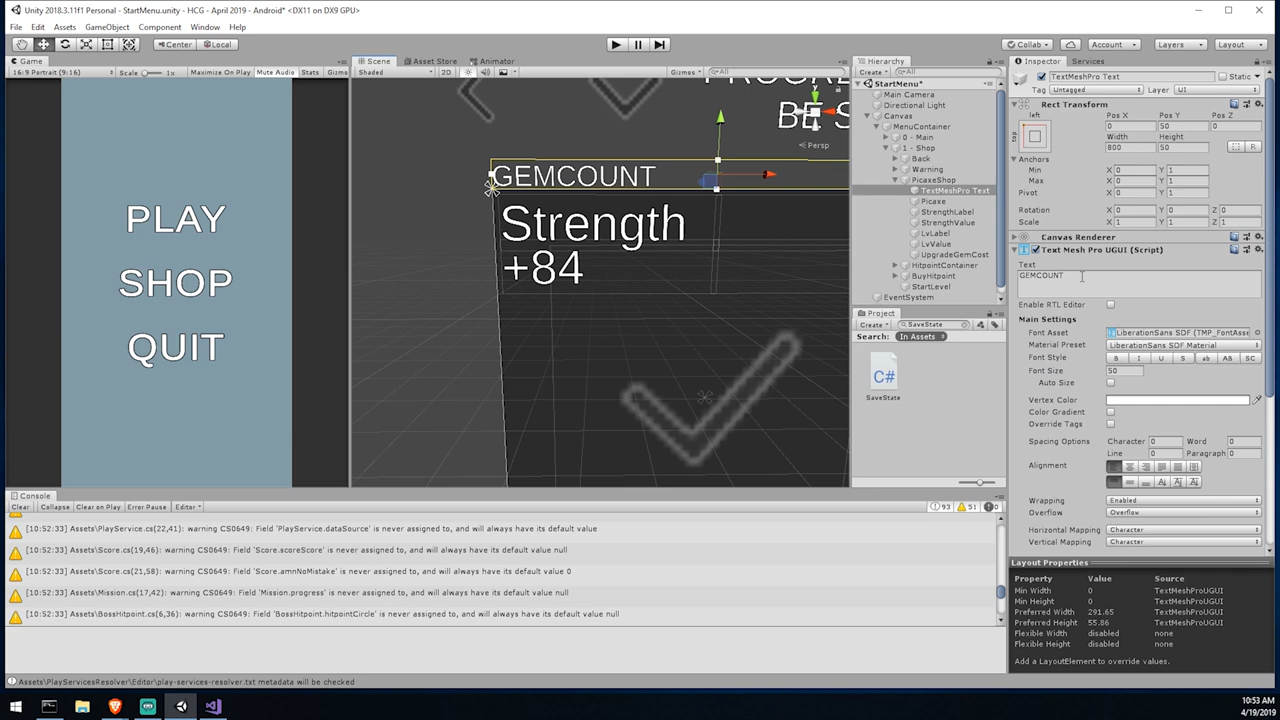 Unity 2018.3.11f1 Personal - StartMenu.unity - HCG - April 2019 - Android* <DX11 on DX9 GPU>
File Edit Assets GameObject Component Window Help
Center Local Collab Account Layers Layout
Game Scene Asset Store Animator Hierarchy Inspector Services
16:9 Portrait (9:16) Scale 1x Maximize On Play Mute Audio Stats Gizmo Shaded 2D Gizmos All Create All
TextMeshPro Text Static
Tag Untagged Layer UI
StartMenu*
Main Camera
Directional Light
Canvas
MenuContainer
0 - Main
1 - Shop
Back
Warning
PicaxeShop
TextMeshPro Text
Picaxe
StrengthLabel
StrengthValue
LvLabel
LvValue
UpgradeGemCost
HitpointContainer
BuyHitpoint
StartLevel
EventSystem
BE S
Persp
GEMCOUNT
Strength
+84
PLAY
SHOP
QUIT
Project
Create SaveState
Search: In Assets
C#
SaveState
Rect Transform
left
top
Pos X Pos Y Pos Z
0 50 0
Width Height
800 50
R
Anchors
Min X 0 Y 1
Max X 0 Y 1
Pivot X 0 Y 1
Rotation X 0 Y 0 Z 0
Scale X 1 Y 1 Z 1
Canvas Renderer
Text Mesh Pro UGUI (Script)
Text
GEMCOUNT
Enable RTL Editor
Main Settings
Font Asset LiberationSans SDF (TMP_FontAsse
Material Preset LiberationSans SDF Material
Font Style B I U S ab AB SC
Font Size 50
Auto Size
Vertex Color
Color Gradient
Override Tags
Spacing Options Character 0 Word 0
Line 0 Paragraph 0
Alignment
Wrapping Enabled
Overflow Overflow
Horizontal Mapping Character
Vertical Mapping Character
Layout Properties
Property Value Source
Min Width 0 TextMeshProUGUI
Min Height 0 TextMeshProUGUI
Preferred Width 291.65 TextMeshProUGUI
Preferred Height 55.86 TextMeshProUGUI
Flexible Width disabled none
Flexible Height disabled none
Add a LayoutElement to override values.
Console
Clear Collapse Clear on Play Error Pause Editor 93 51 0
[10:52:33] Assets\PlayService.cs(22,41): warning CS0649: Field 'PlayService.dataSource' is never assigned to, and will always have its default value
[10:52:33] Assets\Score.cs(19,46): warning CS0649: Field 'Score.scoreScore' is never assigned to, and will always have its default value null
[10:52:33] Assets\Score.cs(21,58): warning CS0649: Field 'Score.amnNoMistake' is never assigned to, and will always have its default value 0
[10:52:33] Assets\Mission.cs(17,42): warning CS0649: Field 'Mission.progress' is never assigned to, and will always have its default value null
[10:52:33] Assets\BossHitpoint.cs(6,36): warning CS0649: Field 'BossHitpoint.hitpointCircle' is never assigned to, and will always have its default value null
Assets\PlayServicesResolver\Editor\play-services-resolver.txt metadata will be checked
10:53 AM
4/19/2019